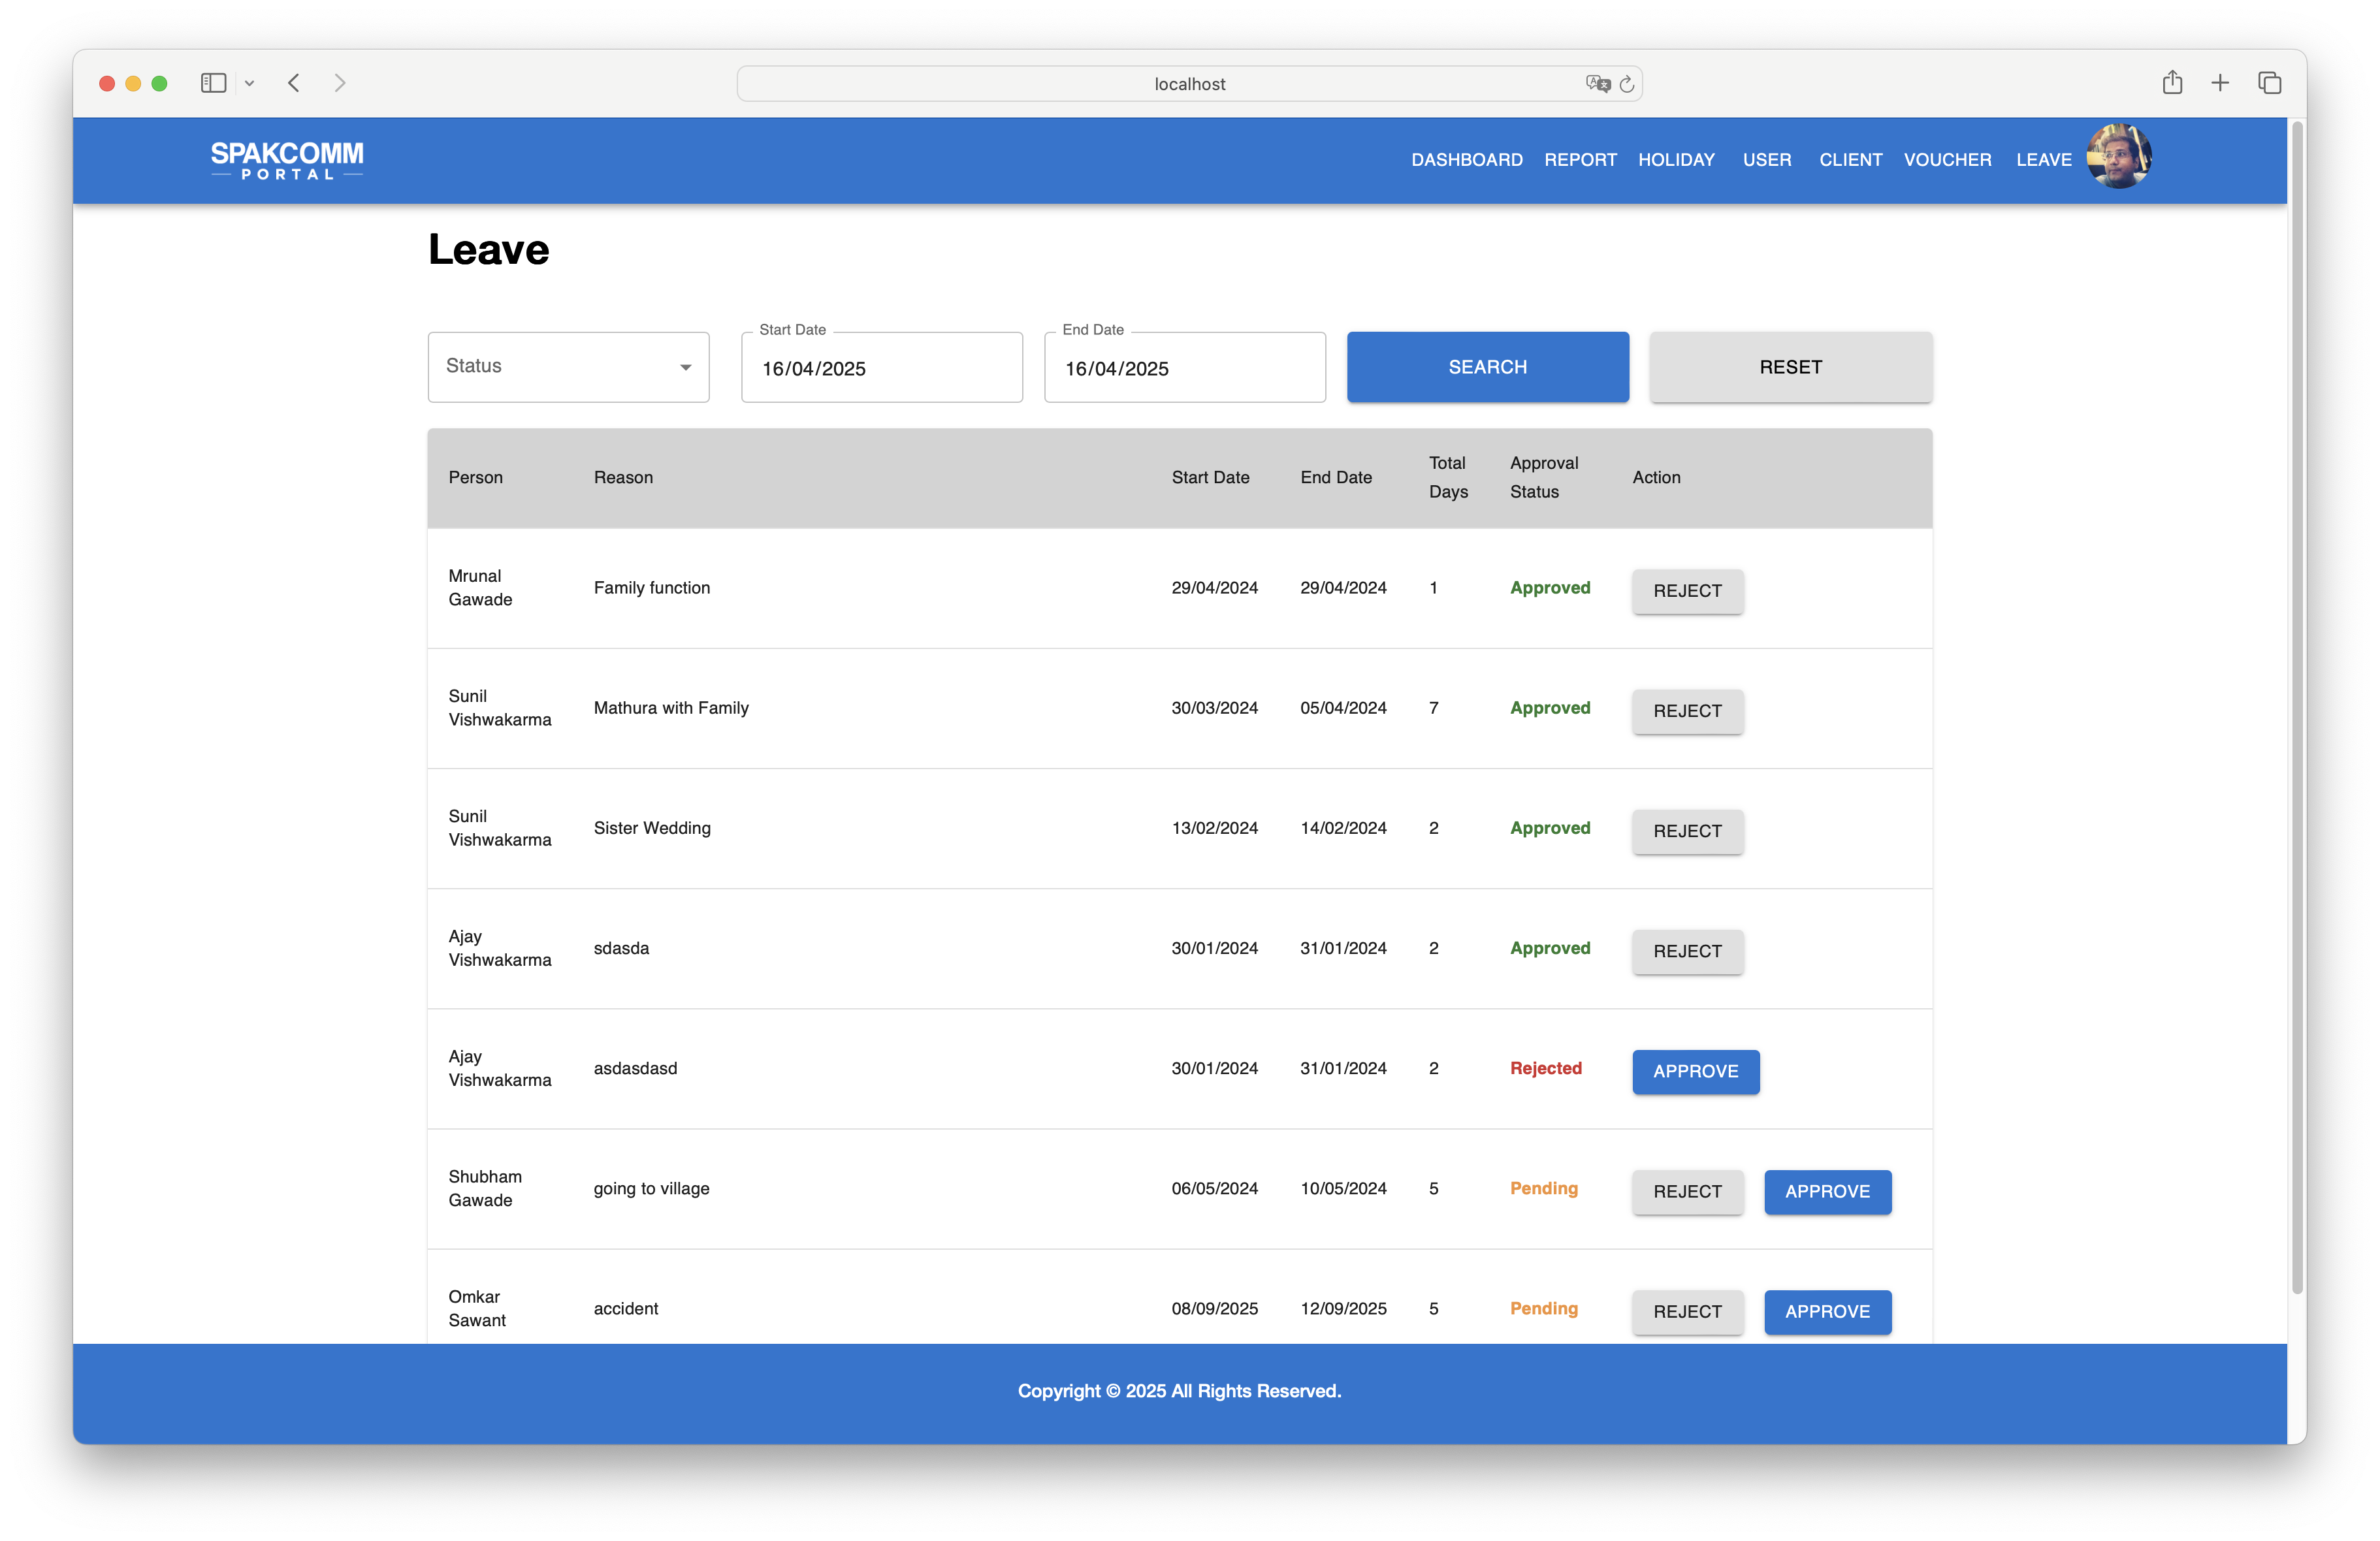 localhost
SPAKCOMM
PORTAL
DASHBOARD REPORT HOLIDAY USER CLIENT VOUCHER LEAVE
Leave
Status
Start Date
16/04/2025
End Date
16/04/2025
SEARCH
RESET
Person Reason Start Date End Date Total Days Approval Status Action
Mrunal Gawade Family function 29/04/2024 29/04/2024 1 Approved REJECT
Sunil Vishwakarma Mathura with Family 30/03/2024 05/04/2024 7 Approved REJECT
Sunil Vishwakarma Sister Wedding 13/02/2024 14/02/2024 2 Approved REJECT
Ajay Vishwakarma sdasda 30/01/2024 31/01/2024 2 Approved REJECT
Ajay Vishwakarma asdasdasd 30/01/2024 31/01/2024 2 Rejected APPROVE
Shubham Gawade going to village 06/05/2024 10/05/2024 5 Pending REJECT APPROVE
Omkar Sawant accident 08/09/2025 12/09/2025 5 Pending REJECT APPROVE
Copyright © 2025 All Rights Reserved.